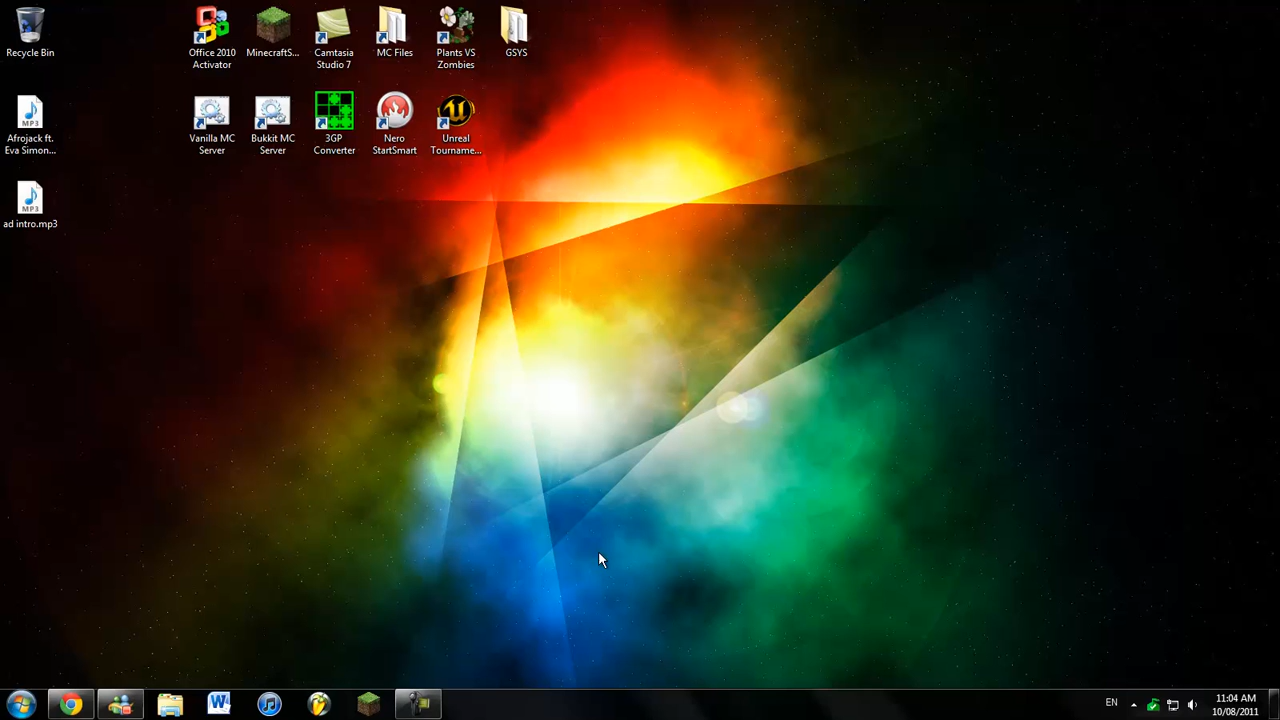 Recycle Bin
Office 2010
Activator
MinecraftS...
Camtasia
Studio 7
MC Files
Plants VS
Zombies
GSYS
MP3
Afrojack ft.
Eva Simon...
Vanilla MC
Server
Bukkit MC
Server
3GP
Converter
Nero
StartSmart
Unreal
Tourname...
MP3
ad intro.mp3
EN
11:04 AM
10/08/2011